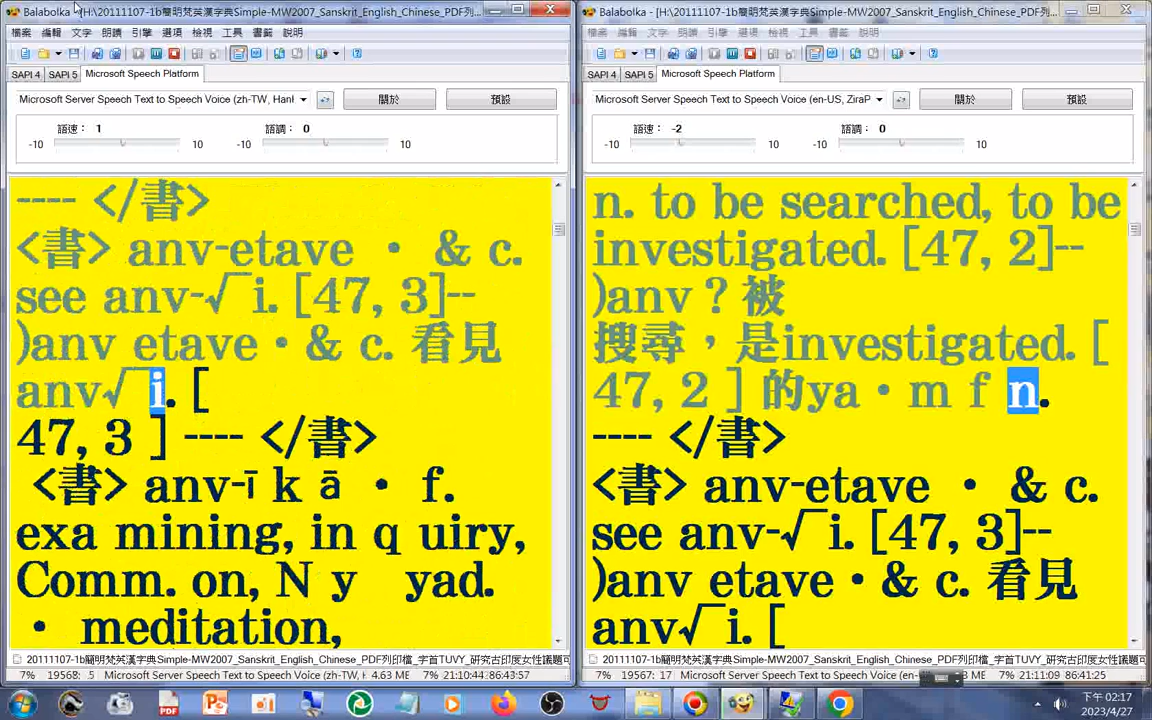 Balabolka - [H:\20111107-1b簡明梵英漢字典Simple-MW2007_Sanskrit_English_Chinese_PDF列...
檔案 編輯 文字 朗讀 引擎 選項 檢視 工具 書籤 說明
SAPI 4 SAPI 5 Microsoft Speech Platform
Microsoft Server Speech Text to Speech Voice (zh-TW, Hanl 關於 預設
語速： 1 語調： 0
-10 10 -10 10
---- </書>
<書> anv-etave • & c.
see anv-√i. [47, 3]--
)anv etave • & c. 看見
anv√ i. [
47, 3 ] ---- </書>
<書> anv-ī k ā • f.
exa mining, in q uiry,
Comm. on, N y yad.
• meditation,
20111107-1b簡明梵英漢字典Simple-MW2007_Sanskrit_English_Chinese_PDF列印檔_字首TUVY_研究古印度女性議題可
7% 19568: 5 Microsoft Server Speech Text to Speech Voice (zh-TW, H 4.63 ME 7% 21:10:44 86:43:57
Balabolka - [H:\20111107-1b簡明梵英漢字典Simple-MW2007_Sanskrit_English_Chinese_PDF列...
檔案 編輯 文字 朗讀 引擎 選項 檢視 工具 書籤 說明
SAPI 4 SAPI 5 Microsoft Speech Platform
Microsoft Server Speech Text to Speech Voice (en-US, ZiraP 關於 預設
語速： -2 語調： 0
-10 10 -10 10
n. to be searched, to be
investigated. [47, 2]--
)anv？被
搜尋，是investigated. [
47, 2 ] 的ya • m f n.
---- </書>
<書> anv-etave • & c.
see anv-√i. [47, 3]--
)anv etave • & c. 看見
anv√ i. [
20111107-1b簡明梵英漢字典Simple-MW2007_Sanskrit_English_Chinese_PDF列印檔_字首TUVY_研究古印度女性議題可
7% 19567: 17 Microsoft Server Speech Text to Speech Voice ME 7% 21:11:09 86:41:25
下午 02:17
2023/4/27